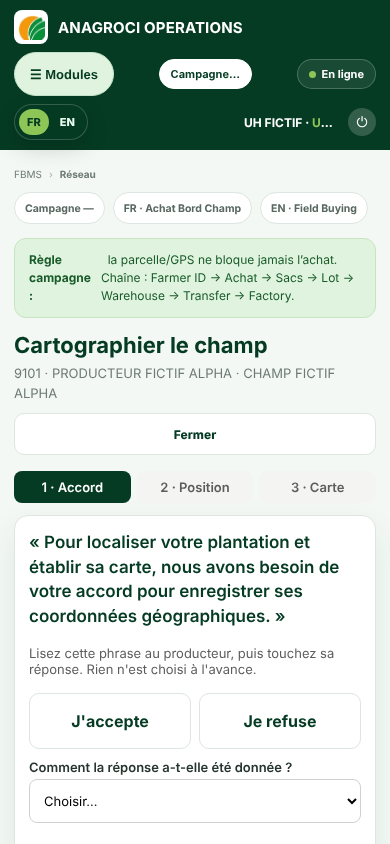 ANAGROCI OPERATIONS
☰ Modules
Campagne...
En ligne
FR
EN
UH FICTIF · U...
FBMS › Réseau
Campagne —
FR · Achat Bord Champ
EN · Field Buying
Règle campagne :
la parcelle/GPS ne bloque jamais l'achat.
Chaîne : Farmer ID → Achat → Sacs → Lot →
Warehouse → Transfer → Factory.
Cartographier le champ
9101 · PRODUCTEUR FICTIF ALPHA · CHAMP FICTIF
ALPHA
Fermer
1 · Accord
2 · Position
3 · Carte
« Pour localiser votre plantation et
établir sa carte, nous avons besoin de
votre accord pour enregistrer ses
coordonnées géographiques. »
Lisez cette phrase au producteur, puis touchez sa
réponse. Rien n'est choisi à l'avance.
J'accepte
Je refuse
Comment la réponse a-t-elle été donnée ?
Choisir...